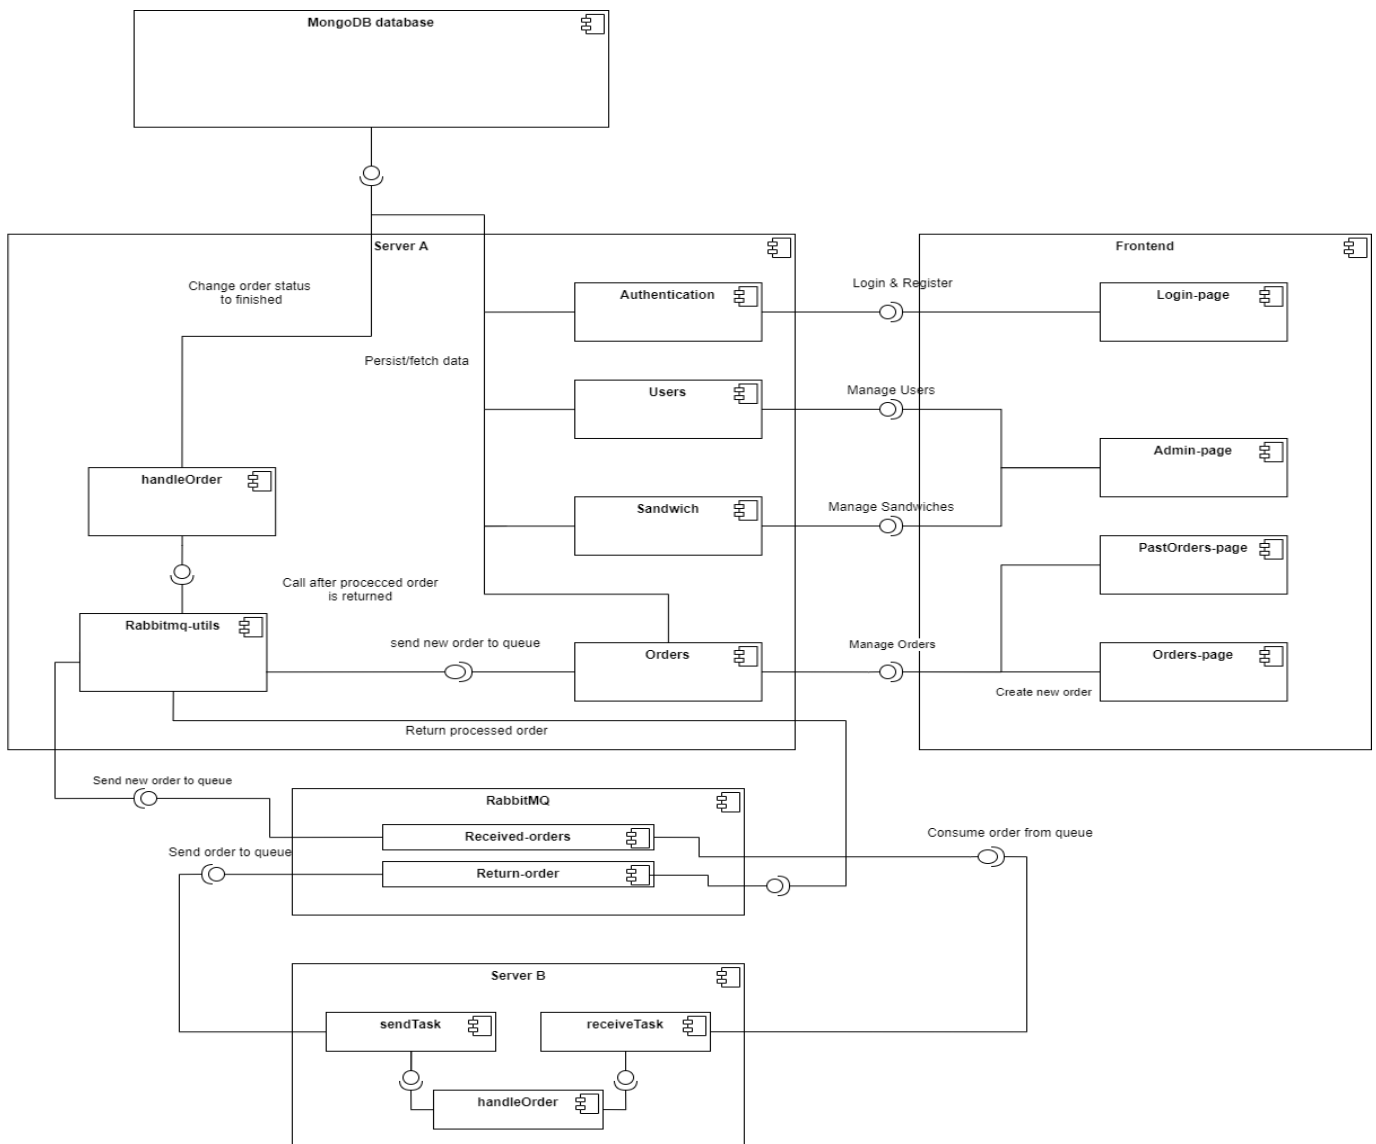 MongoDB database
Server A
Frontend
Change order status
to finished
Login & Register
Authentication
Login-page
Persist/fetch data
Users
Manage Users
Admin-page
handleOrder
Sandwich
Manage Sandwiches
PastOrders-page
Call after procecced order
is returned
Rabbitmq-utils
send new order to queue
Orders
Manage Orders
Orders-page
Create new order
Return processed order
Send new order to queue
RabbitMQ
Received-orders
Consume order from queue
Send order to queue
Return-order
Server B
sendTask
receiveTask
handleOrder